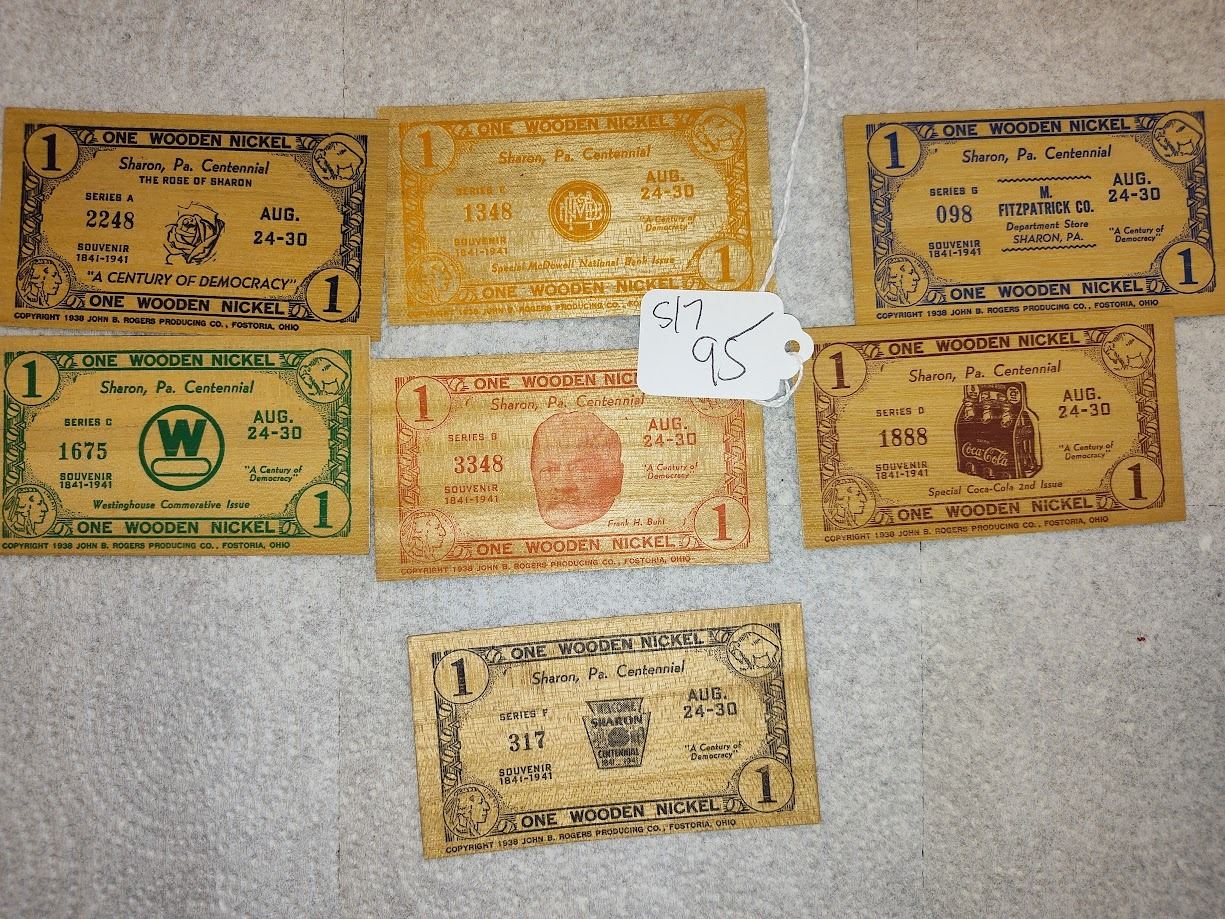 1 ONE WOODEN NICKEL
Sharon, Pa. Centennial
THE ROSE OF SHARON
SERIES A
2248
AUG.
24-30
SOUVENIR
1841-1941
"A CENTURY OF DEMOCRACY"
ONE WOODEN NICKEL 1
COPYRIGHT 1938 JOHN B. ROGERS PRODUCING CO., FOSTORIA, OHIO
1 ONE WOODEN NICKEL
Sharon, Pa. Centennial
SERIES
1348
AUG.
24-30
SOUVENIR
1841-1941
"A Century of
Democracy"
Special McDowell National Bank Issue
ONE WOODEN NICKEL 1
COPYRIGHT 1938 JOHN B. ROGERS PRODUCING CO.,
S/7
95
1 ONE WOODEN NICKEL
Sharon, Pa. Centennial
SERIES G
098
M.
FITZPATRICK CO.
Department Store
SHARON, PA.
AUG.
24-30
SOUVENIR
1841-1941
"A Century of
Democracy"
ONE WOODEN NICKEL 1
COPYRIGHT 1938 JOHN B. ROGERS PRODUCING CO., FOSTORIA, OHIO
1 ONE WOODEN NICKEL
Sharon, Pa. Centennial
SERIES C
1675
W
AUG.
24-30
SOUVENIR
1841-1941
"A Century of
Democracy"
Westinghouse Commerative Issue
ONE WOODEN NICKEL 1
COPYRIGHT 1938 JOHN B. ROGERS PRODUCING CO., FOSTORIA, OHIO
1 ONE WOODEN NIC
Sharon, Pa. Centennial
SERIES B
3348
AUG.
24-30
SOUVENIR
1841-1941
"A Century of
Democracy"
Frank H. Buhl
ONE WOODEN NICKEL 1
COPYRIGHT 1938 JOHN B. ROGERS PRODUCING CO., FOSTORIA, OHIO
1 ONE WOODEN NICKEL
Sharon, Pa. Centennial
SERIES D
1888
Coca-Cola
AUG.
24-30
SOUVENIR
1841-1941
"A Century of
Democracy"
Special Coca-Cola 2nd Issue
ONE WOODEN NICKEL 1
COPYRIGHT 1938 JOHN B. ROGERS PRODUCING CO., FOSTORIA, OHIO
1 ONE WOODEN NICKEL
Sharon, Pa. Centennial
SERIES F
317
WELCOME
SHARON
CENTENNIAL
1841 1941
AUG.
24-30
SOUVENIR
1841-1941
"A Century of
Democracy"
ONE WOODEN NICKEL 1
COPYRIGHT 1938 JOHN B. ROGERS PRODUCING CO., FOSTORIA, OHIO